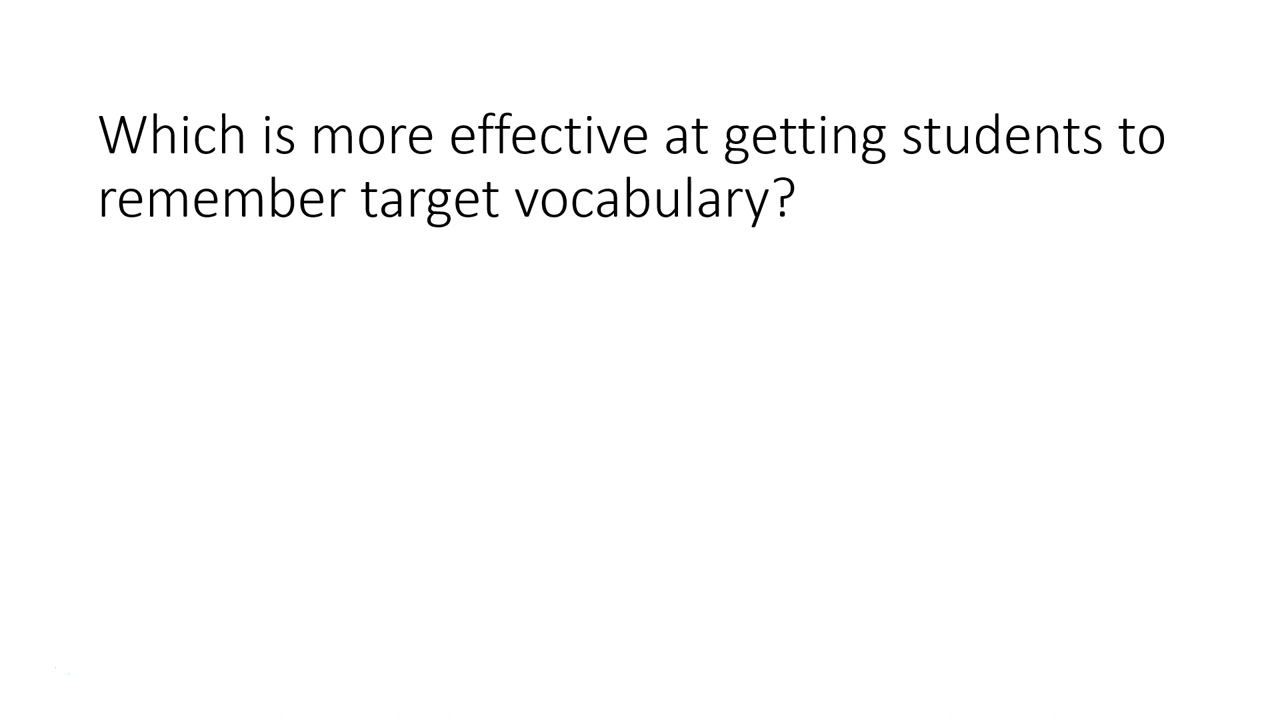 Which is more effective at getting students to
remember target vocabulary?